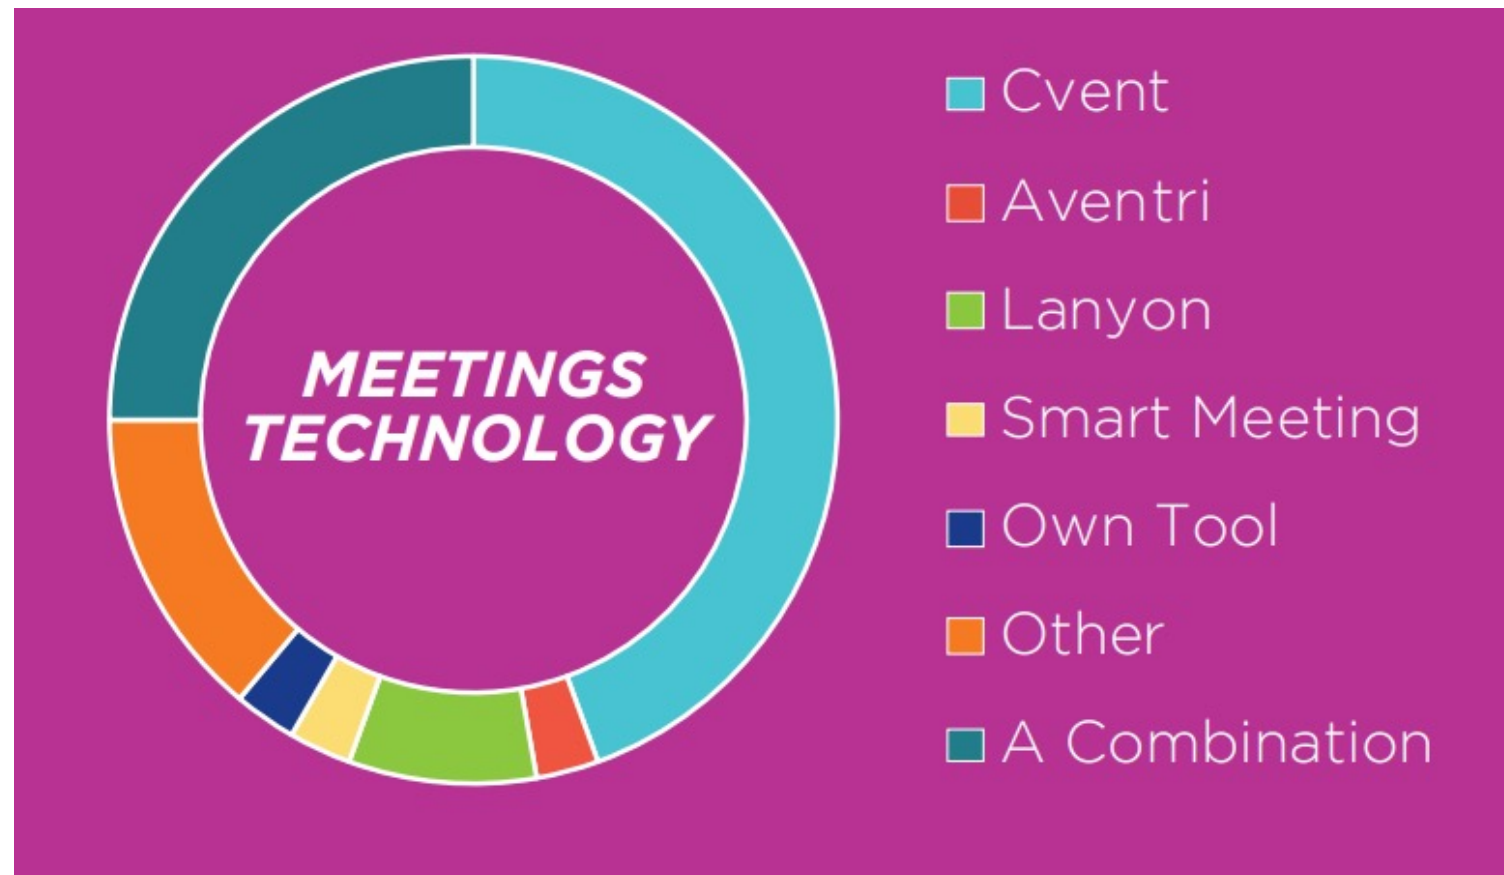 MEETINGS
TECHNOLOGY
Cvent
Aventri
Lanyon
Smart Meeting
Own Tool
Other
A Combination